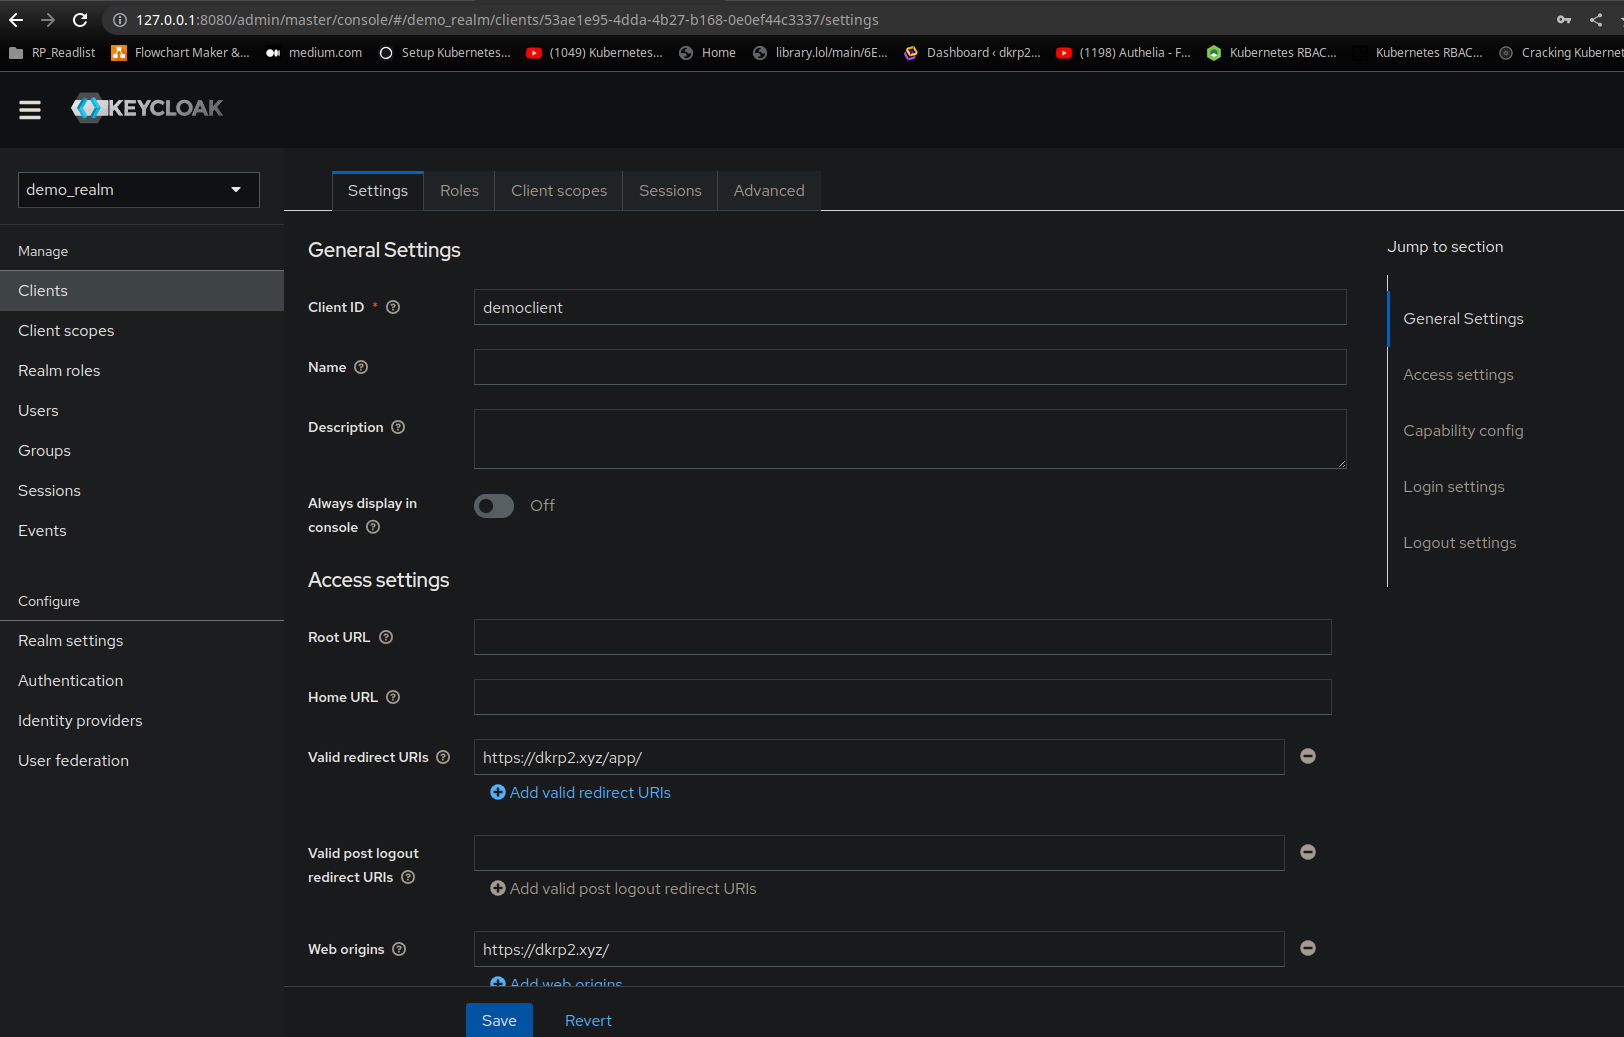 127.0.0.1:8080/admin/master/console/#/demo_realm/clients/53ae1e95-4dda-4b27-b168-0e0ef44c3337/settings
RP_Readlist Flowchart Maker &... medium.com Setup Kubernetes... (1049) Kubernetes... Home library.lol/main/6E... Dashboard ‹ dkrp2... (1198) Authelia - F... Kubernetes RBAC... Kubernetes RBAC... Cracking Kubernet
KEYCLOAK
demo_realm
Manage
Clients
Client scopes
Realm roles
Users
Groups
Sessions
Events
Configure
Realm settings
Authentication
Identity providers
User federation
Settings Roles Client scopes Sessions Advanced
General Settings
Client ID * democlient
Name
Description
Always display in
console
Off
Access settings
Root URL
Home URL
Valid redirect URIs https://dkrp2.xyz/app/
Add valid redirect URIs
Valid post logout
redirect URIs
Add valid post logout redirect URIs
Web origins https://dkrp2.xyz/
Add web origins
Save Revert
Jump to section
General Settings
Access settings
Capability config
Login settings
Logout settings